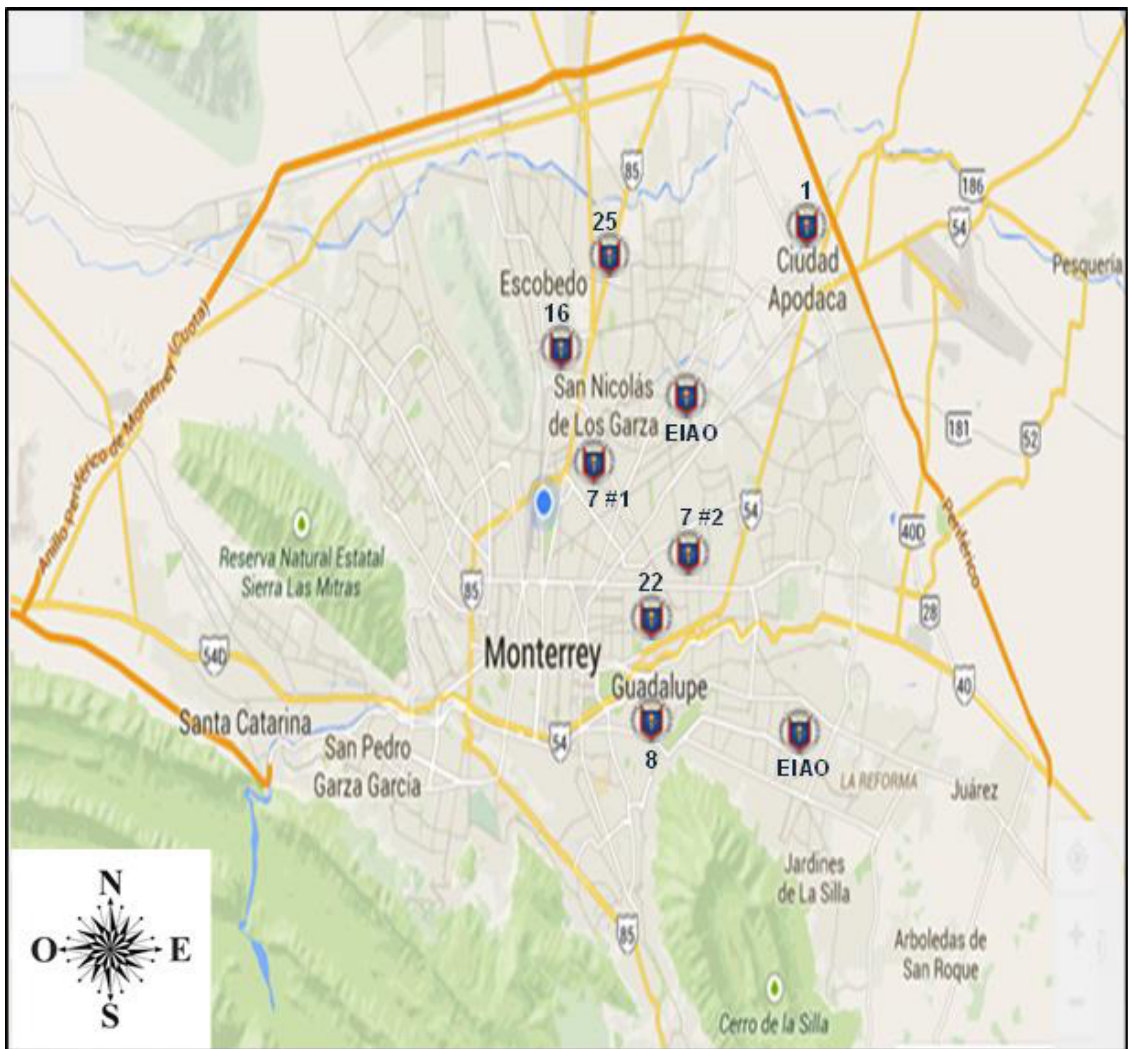 85
1
186
25
54
Ciudad
Apodaca
Pesquería
Escobedo
16
Anillo Periférico de Monterrey (Cuota)
San Nicolás
de Los Garza
EIAO
181
52
7 #1
54
7 #2
40D
Periférico
Reserva Natural Estatal
Sierra Las Mitras
85
22
28
54D
Monterrey
Guadalupe
40
Santa Catarina
54
San Pedro
Garza García
8
EIAO
LA REFORMA
Juárez
Jardines
de La Silla
N
O E
S
85
Arboledas de
San Roque
Cerro de la Silla